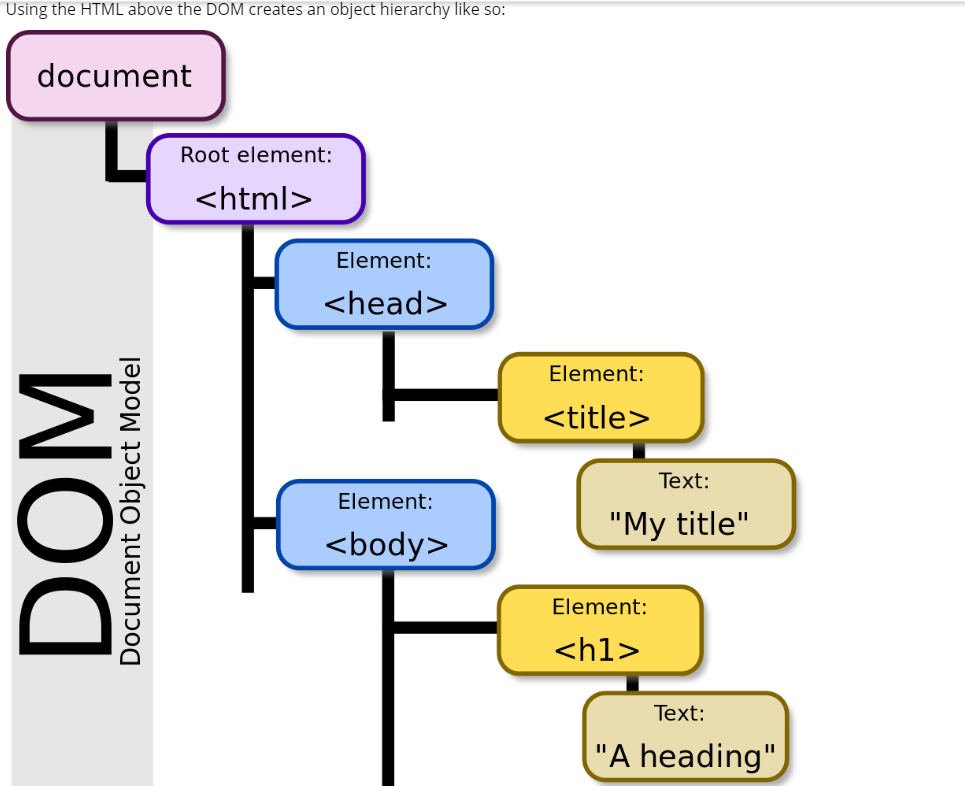 Using the HTML above the DOM creates an object hierarchy like so:
document
Root element:
<html>
Element:
<head>
Element:
<title>
Text:
"My title"
Element:
<body>
Element:
<h1>
Text:
"A heading"
DOM
Document Object Model